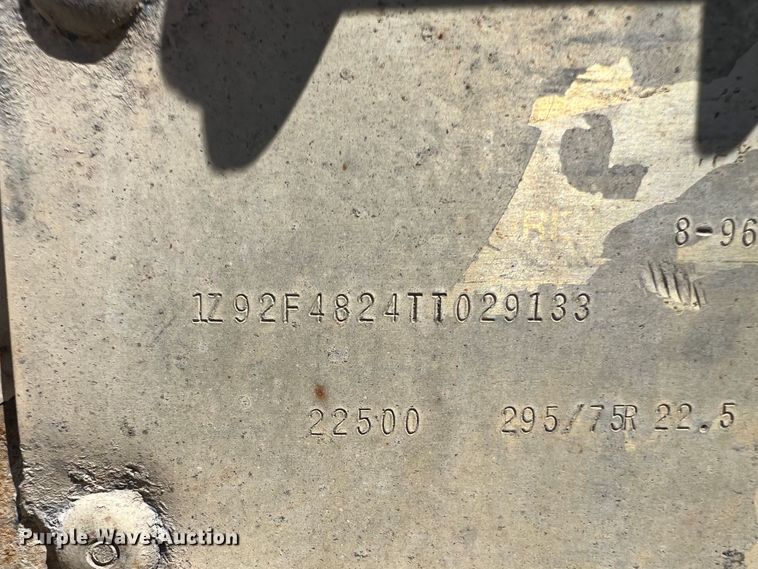 8-96
1Z92F4824TT029133
22500 295/75R 22.5
Purple Wave Auction